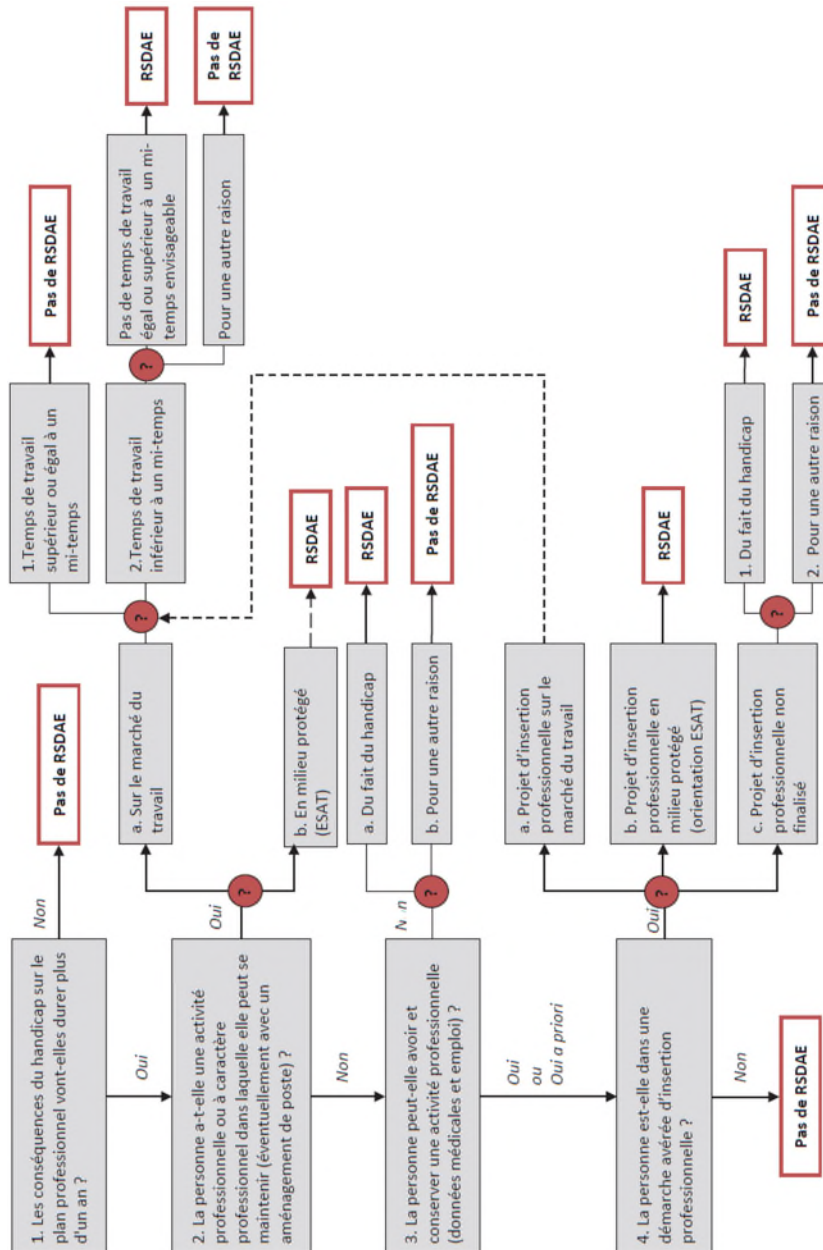 1. Les conséquences du handicap sur le
plan professionnel vont-elles durer plus
d'un an ?
Non
Pas de RSDAE
Oui
2. La personne a-t-elle une activité
professionnelle ou à caractère
professionnel dans laquelle elle peut se
maintenir (éventuellement avec un
aménagement de poste) ?
Oui
?
a. Sur le marché du
travail
?
1.Temps de travail
supérieur ou égal à un
mi-temps
Pas de RSDAE
2.Temps de travail
inférieur à un mi-temps
?
Pas de temps de travail
égal ou supérieur à un mi-
temps envisageable
RSDAE
Pour une autre raison
Pas de
RSDAE
b. En milieu protégé
(ESAT)
RSDAE
Non
3. La personne peut-elle avoir et
conserver une activité professionnelle
(données médicales et emploi) ?
N n
?
a. Du fait du handicap
RSDAE
b. Pour une autre raison
Pas de RSDAE
Oui
ou
Oui a priori
4. La personne est-elle dans une
démarche avérée d'insertion
professionnelle ?
Oui
?
a. Projet d'insertion
professionnelle sur le
marché du travail
b. Projet d'insertion
professionnelle en
milieu protégé
(orientation ESAT)
RSDAE
c. Projet d'insertion
professionnelle non
finalisé
?
1. Du fait du handicap
RSDAE
2. Pour une autre raison
Pas de RSDAE
Non
Pas de RSDAE